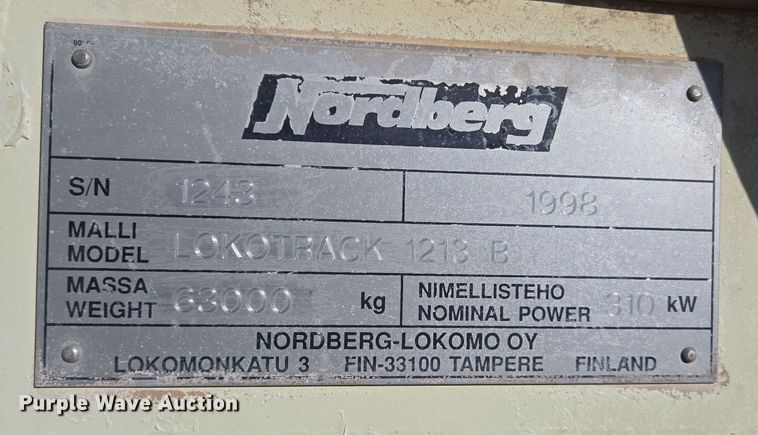 Nordberg
S/N 1243 1998
MALLI
MODEL LOKOTRACK 1213 B
MASSA
WEIGHT 63000 kg
NIMELLISTEHO
NOMINAL POWER 310 kW
NORDBERG-LOKOMO OY
LOKOMONKATU 3 FIN-33100 TAMPERE FINLAND
Purple Wave Auction